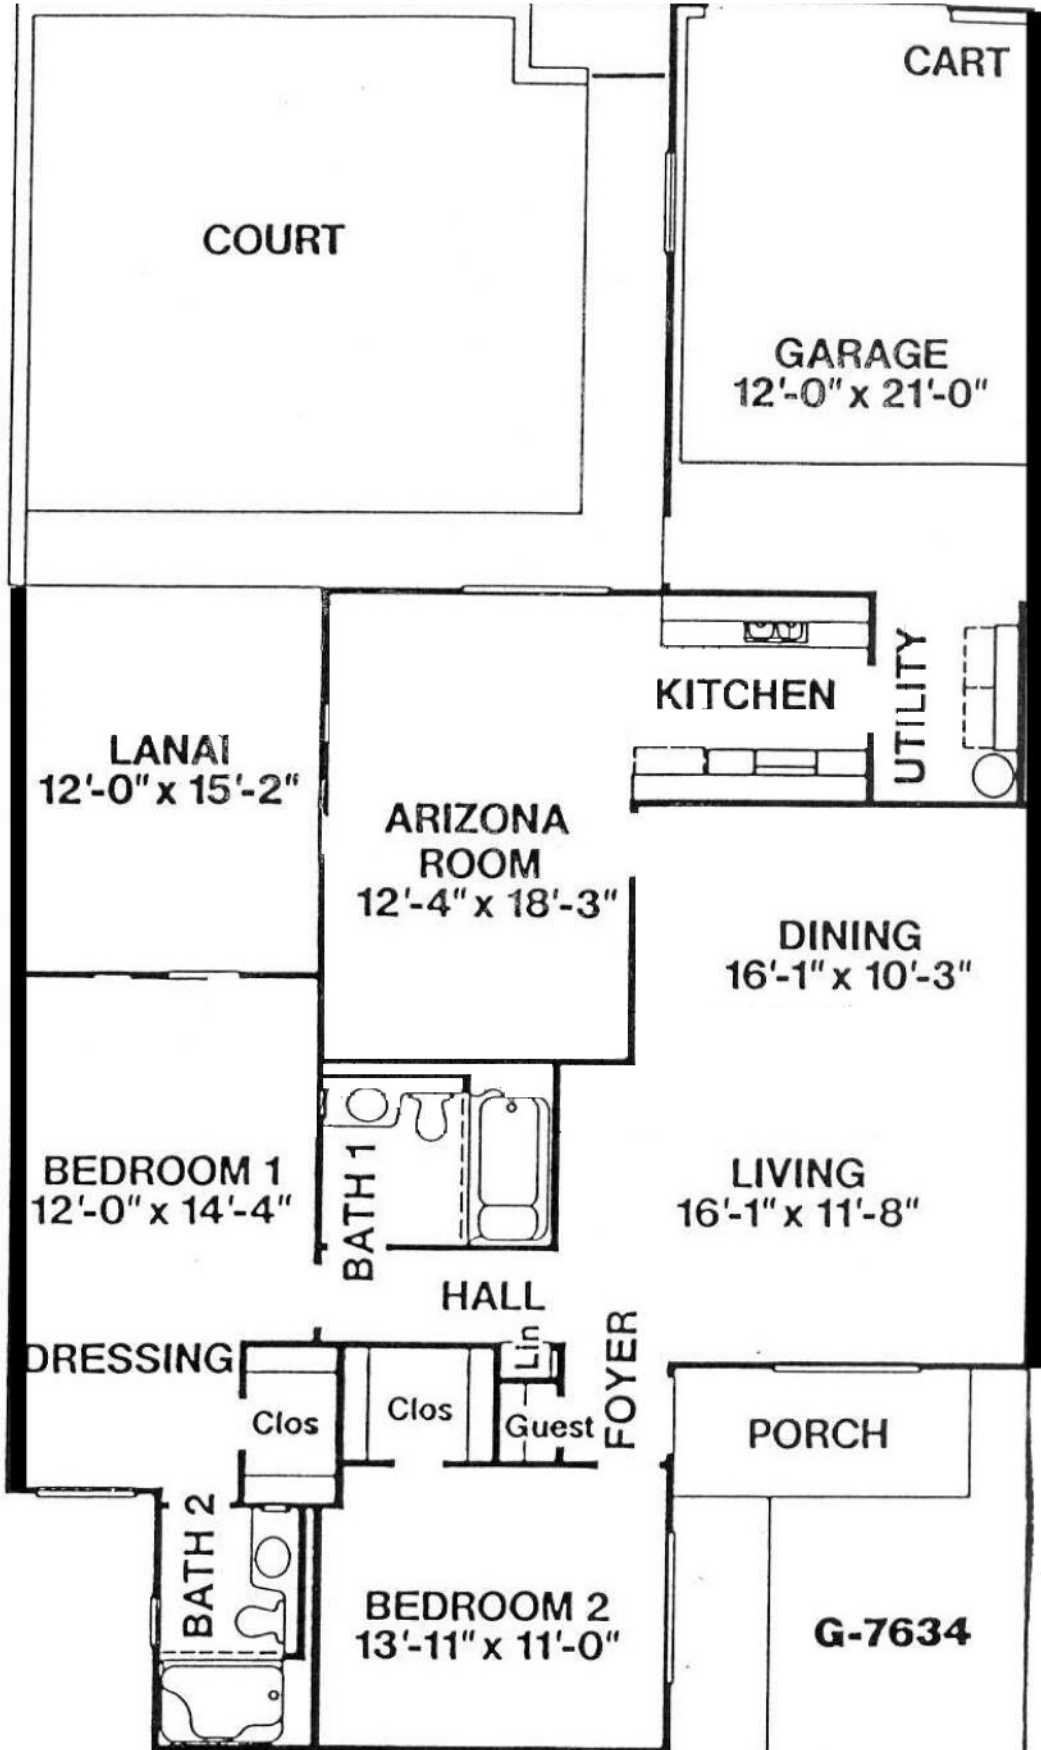 CART
COURT
GARAGE
12'-0" x 21'-0"
KITCHEN
UTILITY
LANAI
12'-0" x 15'-2"
ARIZONA
ROOM
12'-4" x 18'-3"
DINING
16'-1" x 10'-3"
BEDROOM 1
12'-0" x 14'-4"
BATH 1
LIVING
16'-1" x 11'-8"
HALL
Lin
FOYER
DRESSING
Clos
Clos
Guest
PORCH
BATH 2
BEDROOM 2
13'-11" x 11'-0"
G-7634